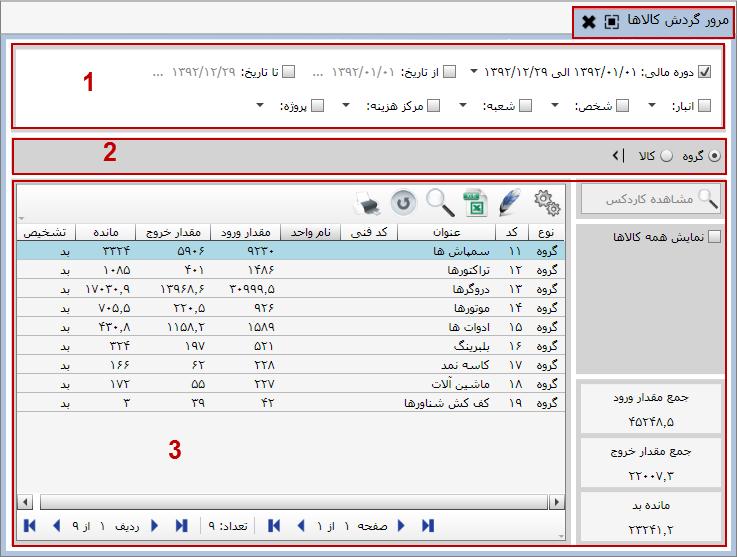 مرور گردش کالاها
دوره مالی: ۱۳۹۲/۰۱/۰۱ الی ۱۳۹۲/۱۲/۲۹ از تاریخ: ۱۳۹۲/۰۱/۰۱ ... تا تاریخ: ۱۳۹۲/۱۲/۲۹ ...
1
انبار: شخص: شعبه: مرکز هزینه: پروژه:
گروه کالا
2
مشاهده کاردکس
نمایش همه کالاها
نوع کد عنوان کد فنی نام واحد مقدار ورود مقدار خروج مانده تشخیص
گروه ۱۱ سمپاش ها ۹۲۳۰ ۵۹۰۶ ۳۳۲۴ بد
گروه ۱۲ تراکتورها ۱۴۸۶ ۴۰۱ ۱۰۸۵ بد
گروه ۱۳ دروگرها ۳۰۹۹۹,۵ ۱۳۹۶۸,۶ ۱۷۰۳۰,۹ بد
گروه ۱۴ موتورها ۹۲۶ ۲۲۰,۵ ۷۰۵,۵ بد
گروه ۱۵ ادوات ها ۱۵۸۹ ۱۱۵۸,۲ ۴۳۰,۸ بد
گروه ۱۶ بلبرینگ ۵۲۱ ۱۹۷ ۳۲۴ بد
گروه ۱۷ کاسه نمد ۲۲۸ ۶۲ ۱۶۶ بد
گروه ۱۸ ماشین آلات ۲۲۷ ۵۵ ۱۷۲ بد
گروه ۱۹ کف کش شناورها ۴۲ ۳۹ ۳ بد
3
جمع مقدار ورود
۴۵۲۴۸,۵
جمع مقدار خروج
۲۲۰۰۷,۳
مانده بد
۲۳۲۴۱,۲
صفحه ۱ از ۱ تعداد: ۹ ردیف ۱ از ۹